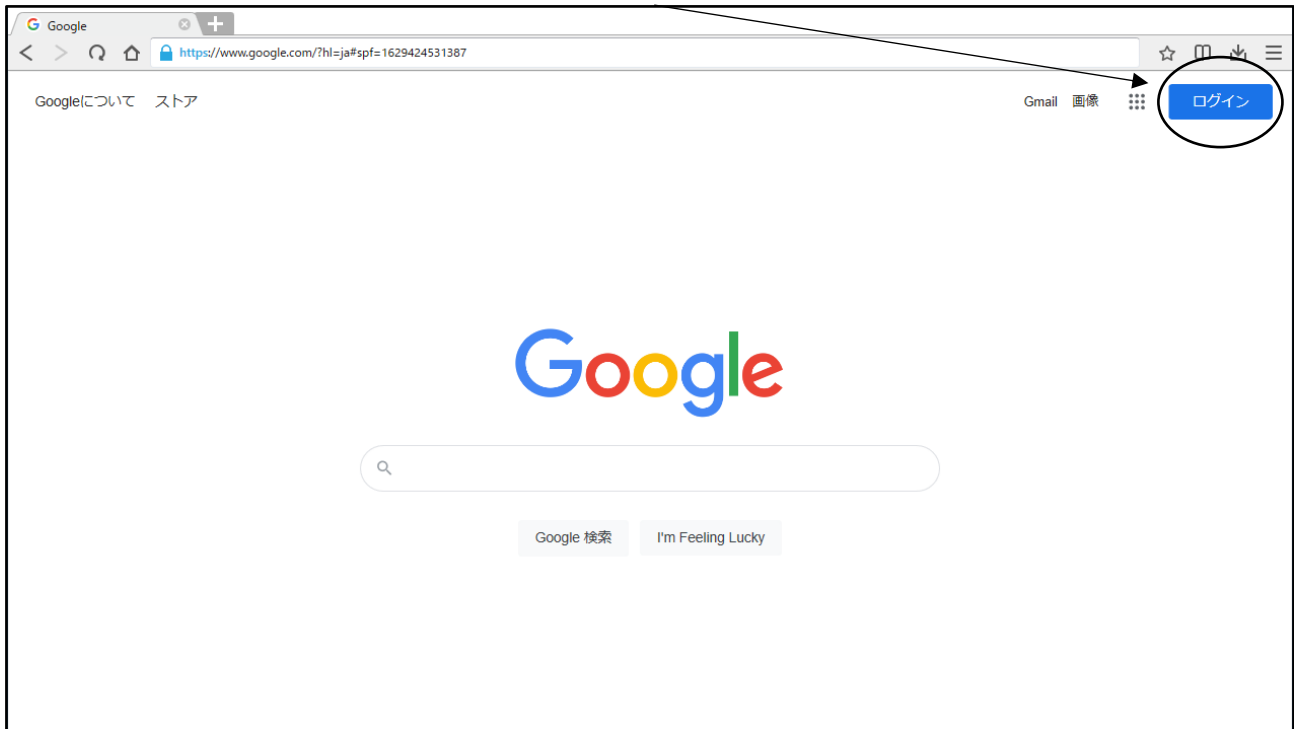 Google
https://www.google.com/?hl=ja#spf=1629424531387
Googleについて ストア Gmail 画像 ログイン
Google
Google 検索 I'm Feeling Lucky